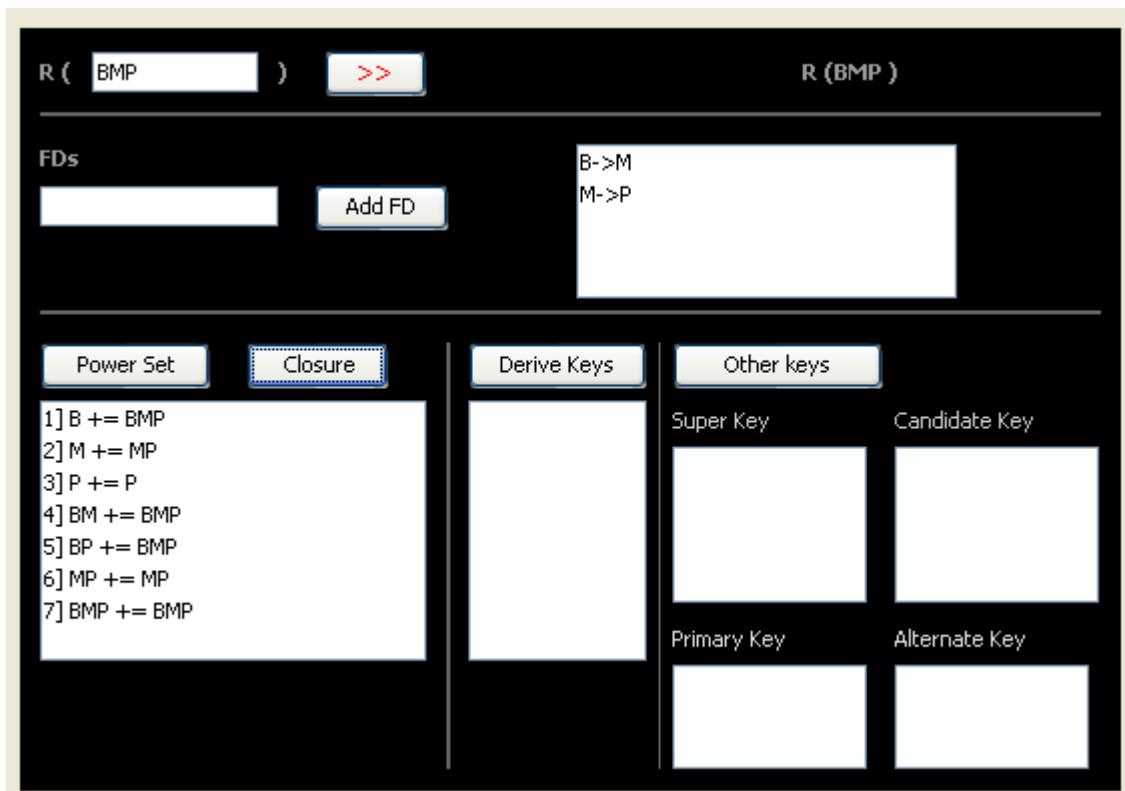 R ( BMP ) >> R (BMP )
FDs
B->M
M->P
Add FD
Power Set Closure Derive Keys Other keys
1] B += BMP
2] M += MP
3] P += P
4] BM += BMP
5] BP += BMP
6] MP += MP
7] BMP += BMP
Super Key Candidate Key
Primary Key Alternate Key